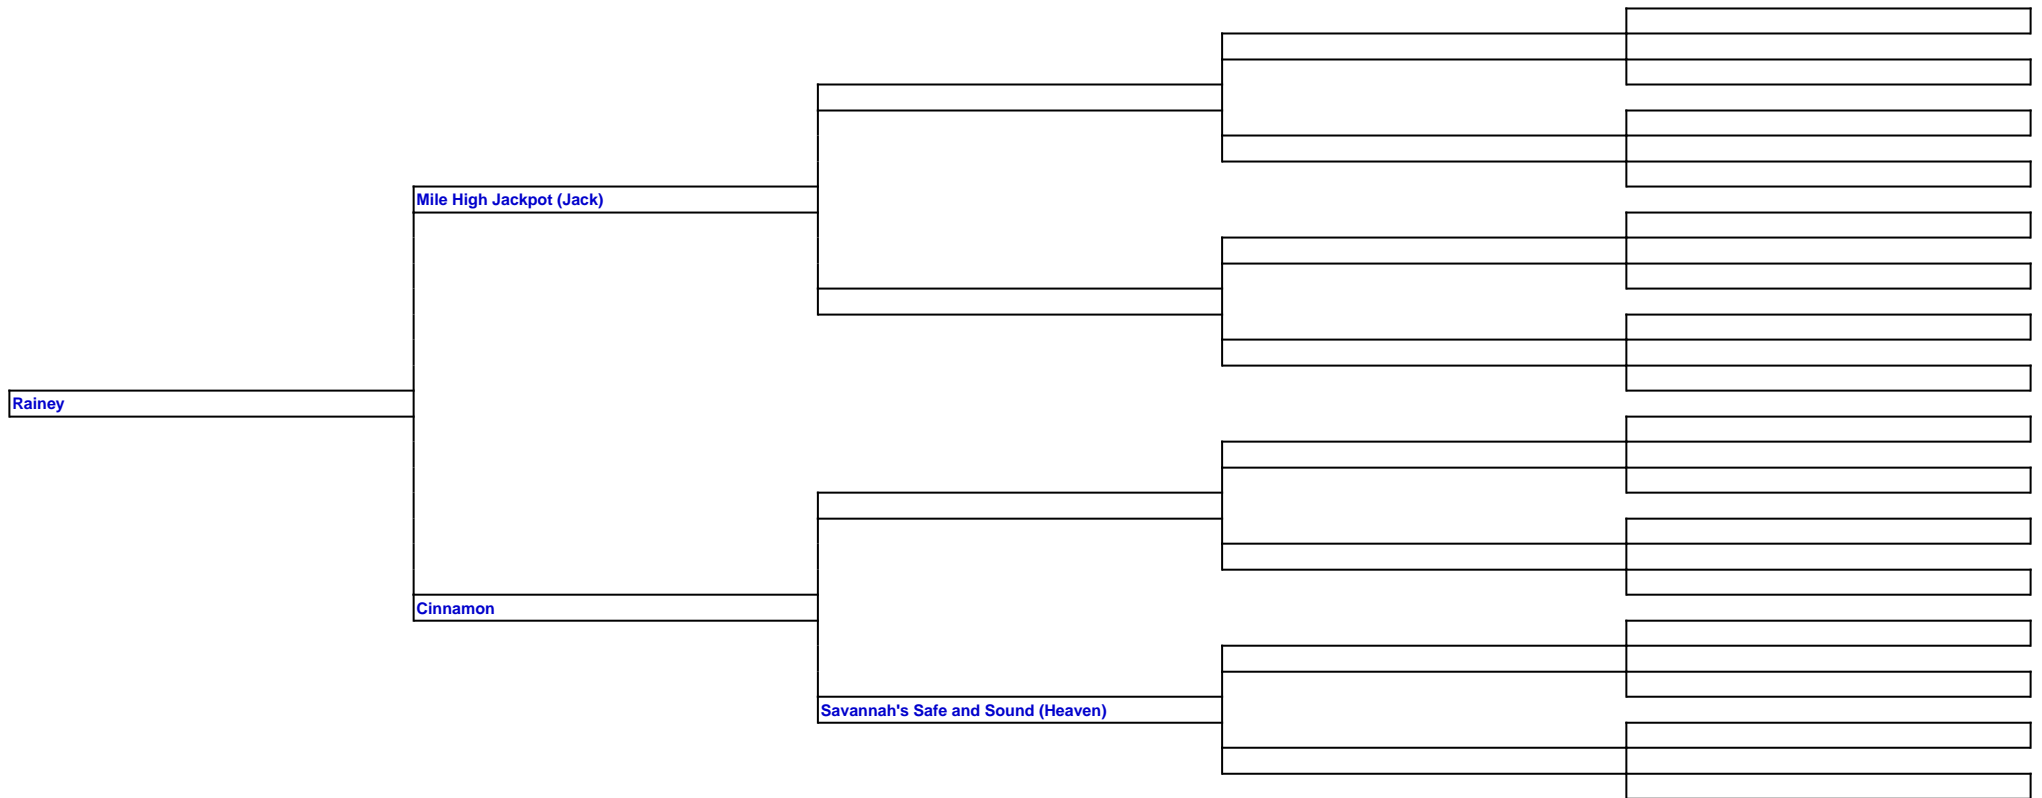 Mile High Jackpot (Jack)
Rainey
Cinnamon
Savannah's Safe and Sound (Heaven)